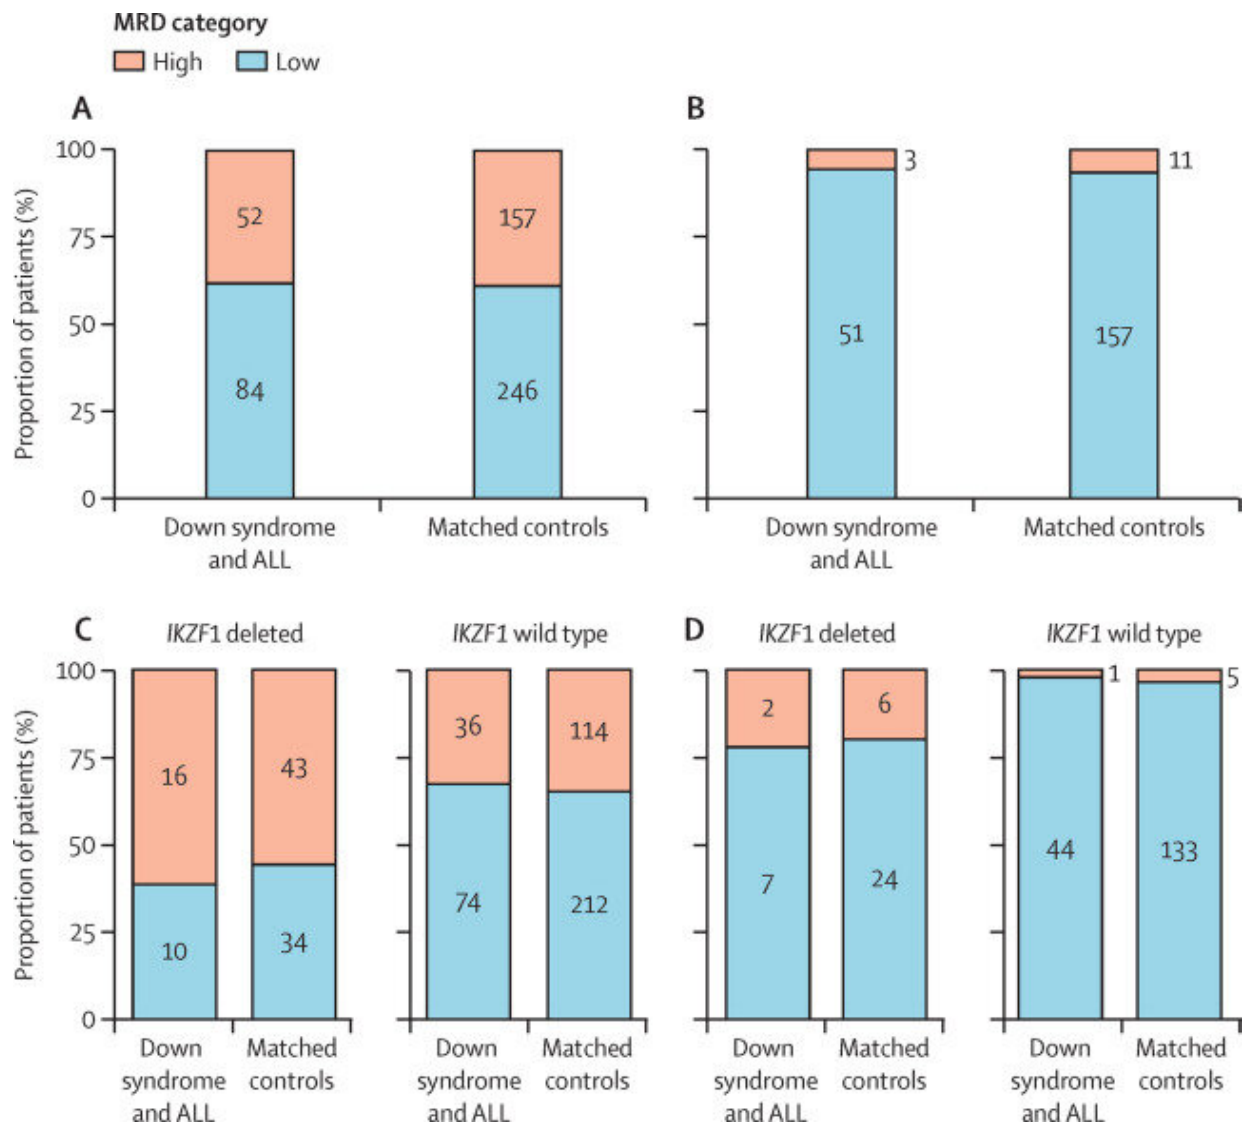 MRD category
High Low
A
B
Proportion of patients (%)
100
75
50
25
0
52
84
157
246
Down syndrome
and ALL
Matched controls
3
51
11
157
Down syndrome
and ALL
Matched controls
C
IKZF1 deleted
IKZF1 wild type
D
IKZF1 deleted
IKZF1 wild type
Proportion of patients (%)
100
75
50
25
0
16
10
43
34
36
74
114
212
2
7
6
24
1
44
5
133
Down
syndrome
and ALL
Matched
controls
Down
syndrome
and ALL
Matched
controls
Down
syndrome
and ALL
Matched
controls
Down
syndrome
and ALL
Matched
controls